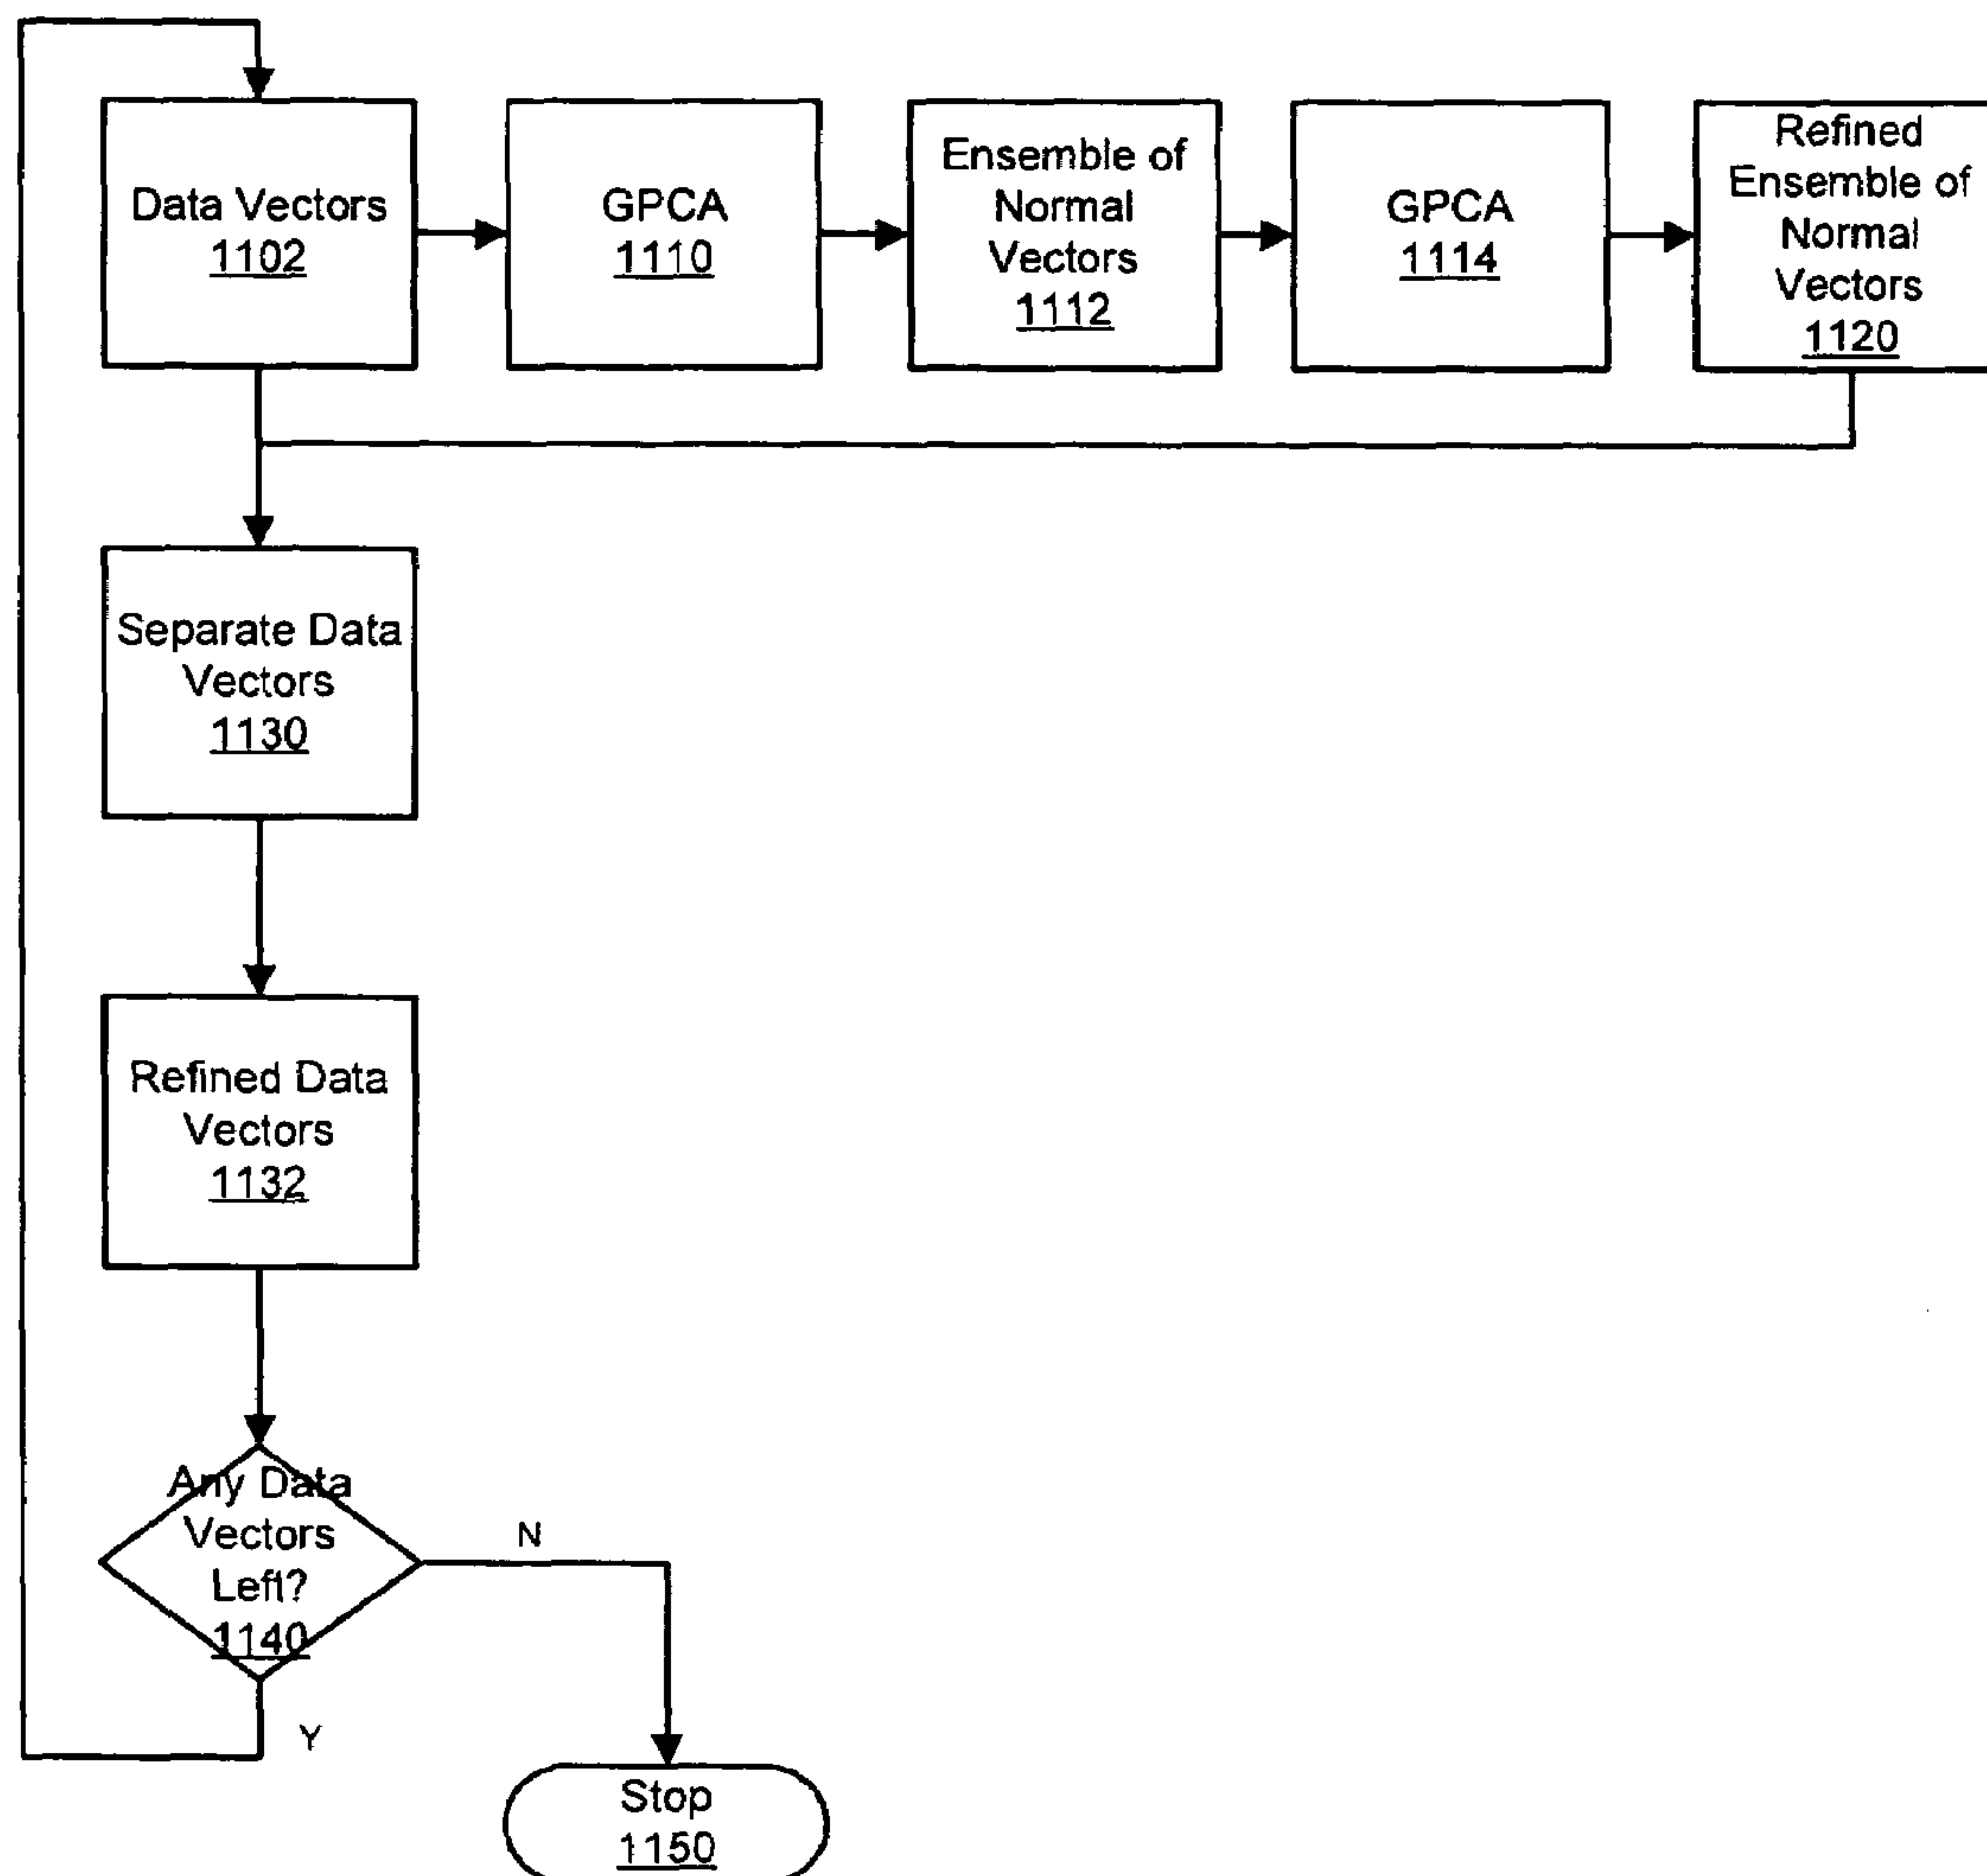 Data Vectors
1102
GPCA
1110
Ensemble of
Normal
Vectors
1112
GPCA
1114
Refined
Ensemble of
Normal
Vectors
1120
Separate Data
Vectors
1130
Refined Data
Vectors
1132
Any Data
Vectors
Left?
1140
N
Y
Stop
1150